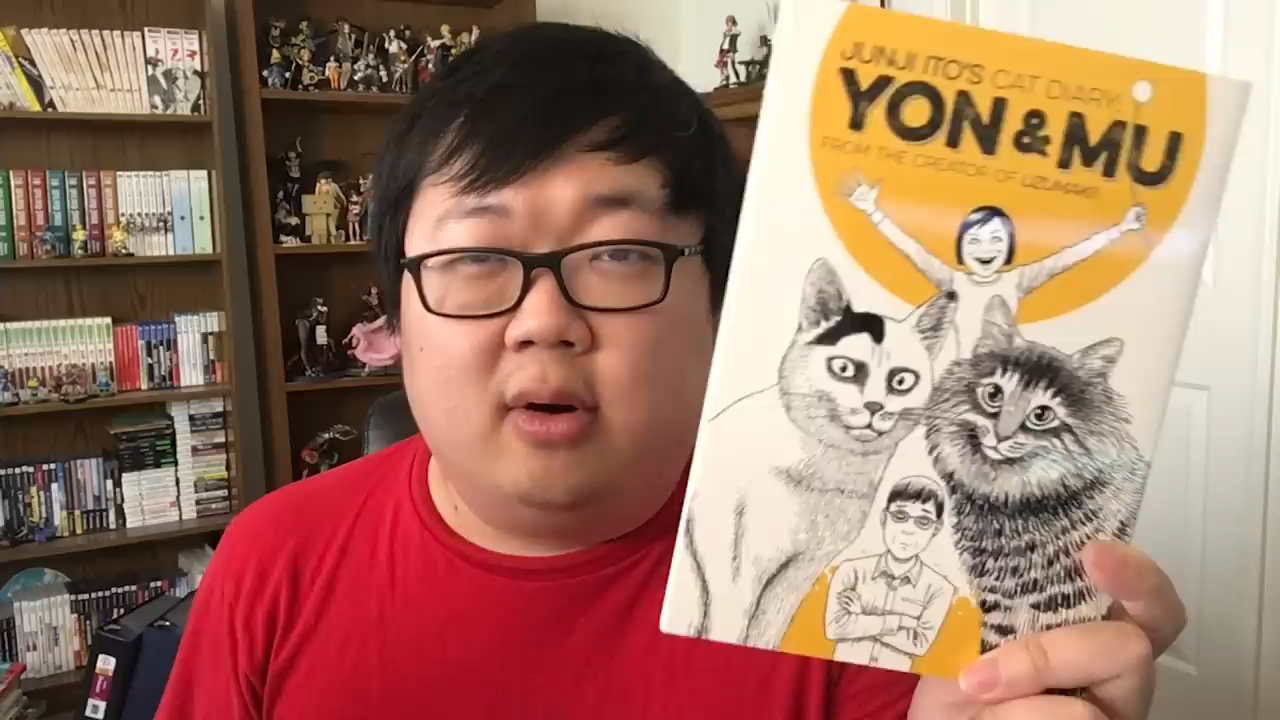 JUNJI ITO'S CAT DIARY:
YON & MU
FROM THE CREATOR OF UZUMAKI!